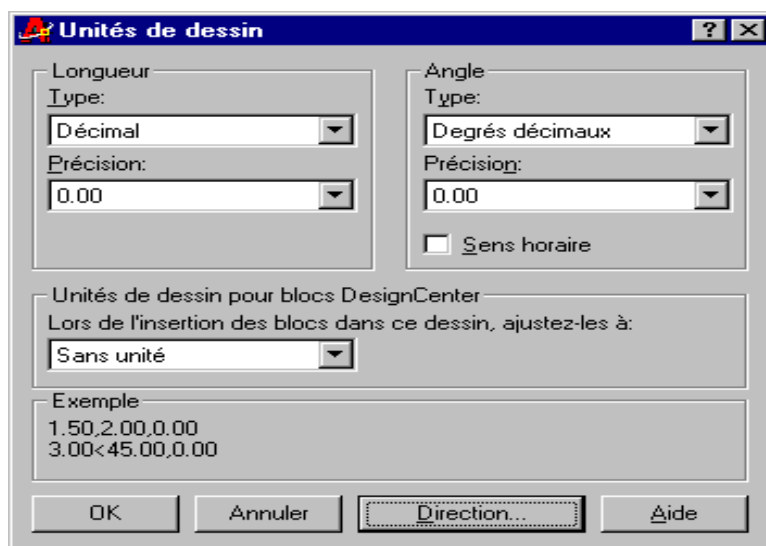 Unités de dessin
Longueur
Type:
Décimal
Précision:
0.00
Angle
Type:
Degrés décimaux
Précision:
0.00
Sens horaire
Unités de dessin pour blocs DesignCenter
Lors de l'insertion des blocs dans ce dessin, ajustez-les à:
Sans unité
Exemple
1.50,2.00,0.00
3.00<45.00,0.00
OK
Annuler
Direction...
Aide